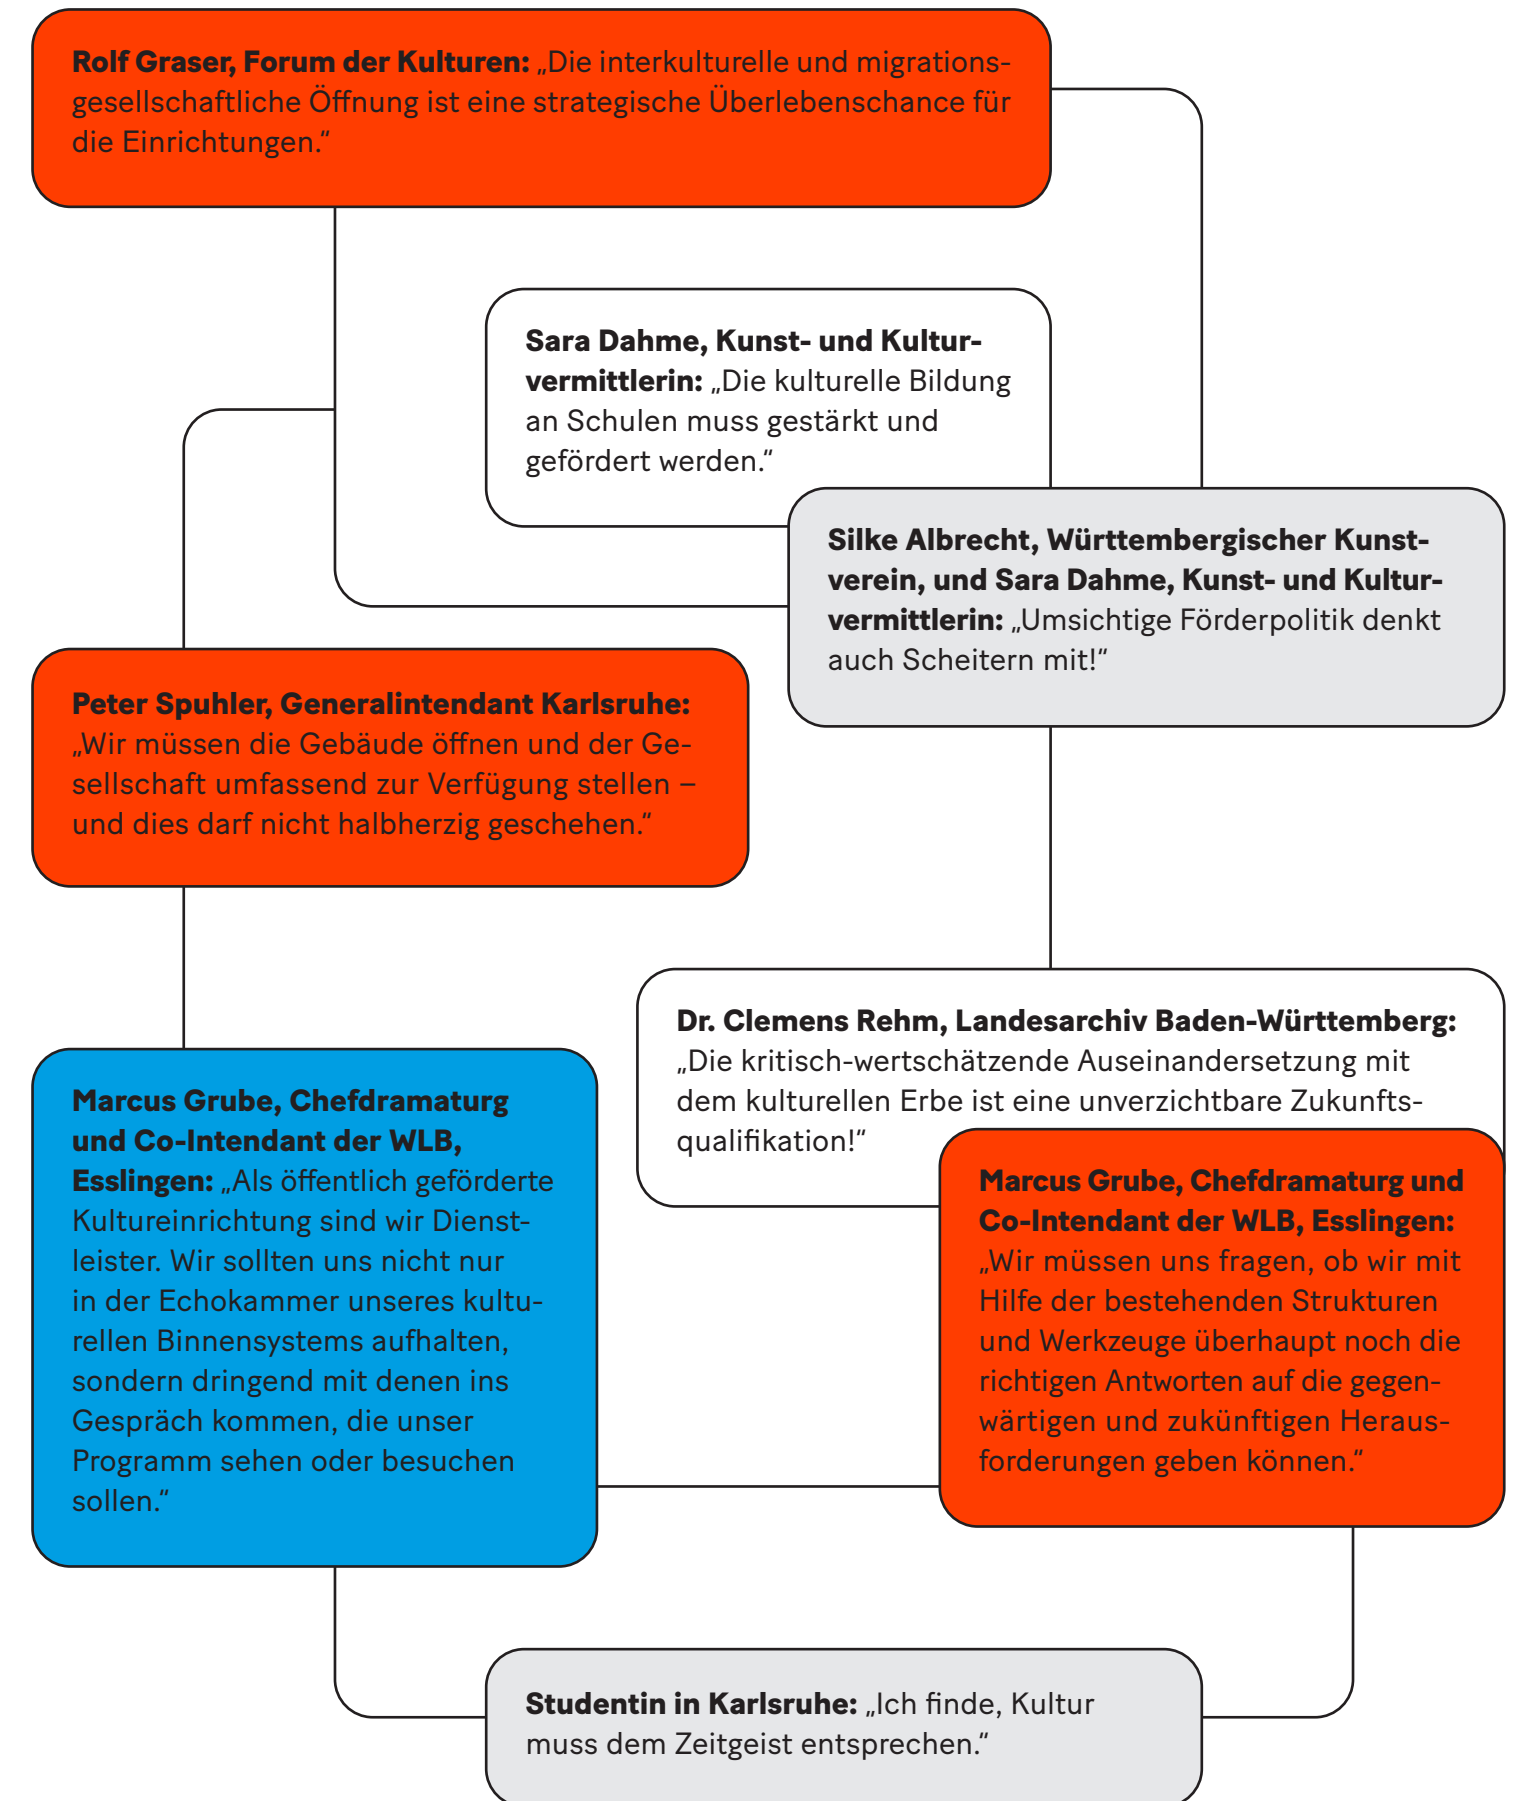 Rolf Graser, Forum der Kulturen: „Die interkulturelle und migrations-
gesellschaftliche Öffnung ist eine strategische Überlebenschance für
die Einrichtungen.“
Sara Dahme, Kunst- und Kultur-
vermittlerin: „Die kulturelle Bildung
an Schulen muss gestärkt und
gefördert werden.“
Silke Albrecht, Württembergischer Kunst-
verein, und Sara Dahme, Kunst- und Kultur-
vermittlerin: „Umsichtige Förderpolitik denkt
auch Scheitern mit!“
Peter Spuhler, Generalintendant Karlsruhe:
„Wir müssen die Gebäude öffnen und der Ge-
sellschaft umfassend zur Verfügung stellen –
und dies darf nicht halbherzig geschehen.“
Dr. Clemens Rehm, Landesarchiv Baden-Württemberg:
„Die kritisch-wertschätzende Auseinandersetzung mit
dem kulturellen Erbe ist eine unverzichtbare Zukunfts-
qualifikation!“
Marcus Grube, Chefdramaturg
und Co-Intendant der WLB,
Esslingen: „Als öffentlich geförderte
Kultureinrichtung sind wir Dienst-
leister. Wir sollten uns nicht nur
in der Echokammer unseres kultu-
rellen Binnensystems aufhalten,
sondern dringend mit denen ins
Gespräch kommen, die unser
Programm sehen oder besuchen
sollen.“
Marcus Grube, Chefdramaturg und
Co-Intendant der WLB, Esslingen:
„Wir müssen uns fragen, ob wir mit
Hilfe der bestehenden Strukturen
und Werkzeuge überhaupt noch die
richtigen Antworten auf die gegen-
wärtigen und zukünftigen Heraus-
forderungen geben können.“
Studentin in Karlsruhe: „Ich finde, Kultur
muss dem Zeitgeist entsprechen.“